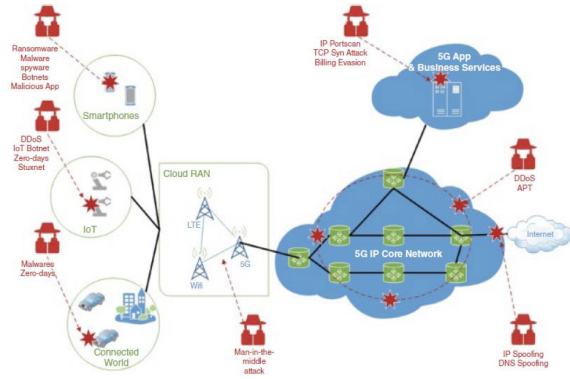 Ransomware
Malware
spyware
Botnets
Malicious App
Smartphones
DDoS
IoT Botnet
Zero-days
Stuxnet
IoT
Malwares
Zero-days
Connected
World
Cloud RAN
LTE
5G
Wifi
Man-in-the-
middle
attack
IP Portscan
TCP Syn Attack
Billing Evasion
5G App
& Business Services
DDoS
APT
5G IP Core Network
Internet
IP Spoofing
DNS Spoofing